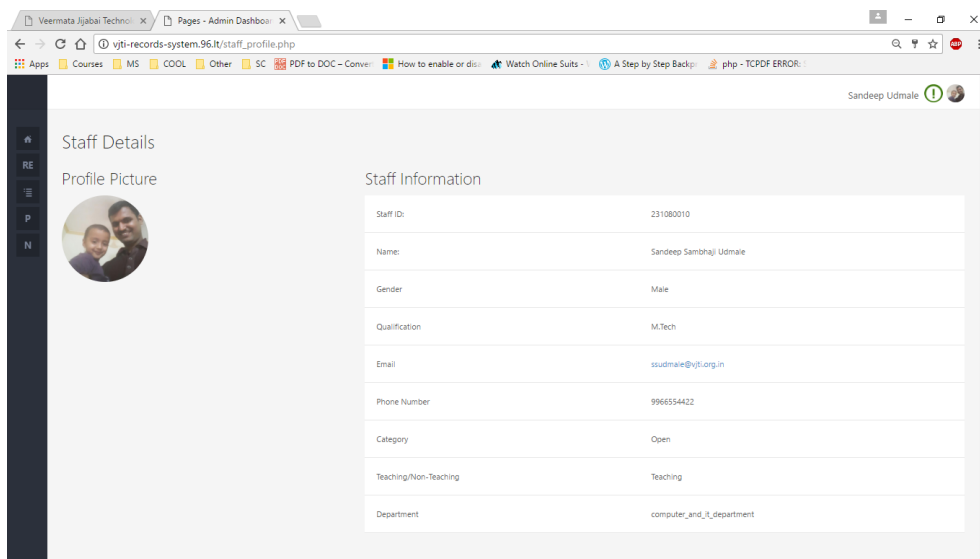 Veermata Jijabai Technol
Pages - Admin Dashboar
vjti-records-system.96.lt/staff_profile.php
ABP
Apps Courses MS COOL Other SC PDF to DOC – Conver How to enable or disa Watch Online Suits - A Step by Step Backp php - TCPDF ERROR:
Sandeep Udmale
RE
P
N
Staff Details
Profile Picture
Staff Information
Staff ID: 231080010
Name: Sandeep Sambhaji Udmale
Gender Male
Qualification M.Tech
Email ssudmale@vjti.org.in
Phone Number 9966554422
Category Open
Teaching/Non-Teaching Teaching
Department computer_and_it_department